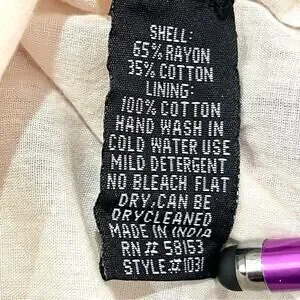 SHELL:
65% RAYON
35% COTTON
LINING:
100% COTTON
HAND WASH IN
COLD WATER USE
MILD DETERGENT
NO BLEACH FLAT
DRY,CAN BE
DRYCLEANED
MADE IN INDIA
RN# 58153
STYLE#1031